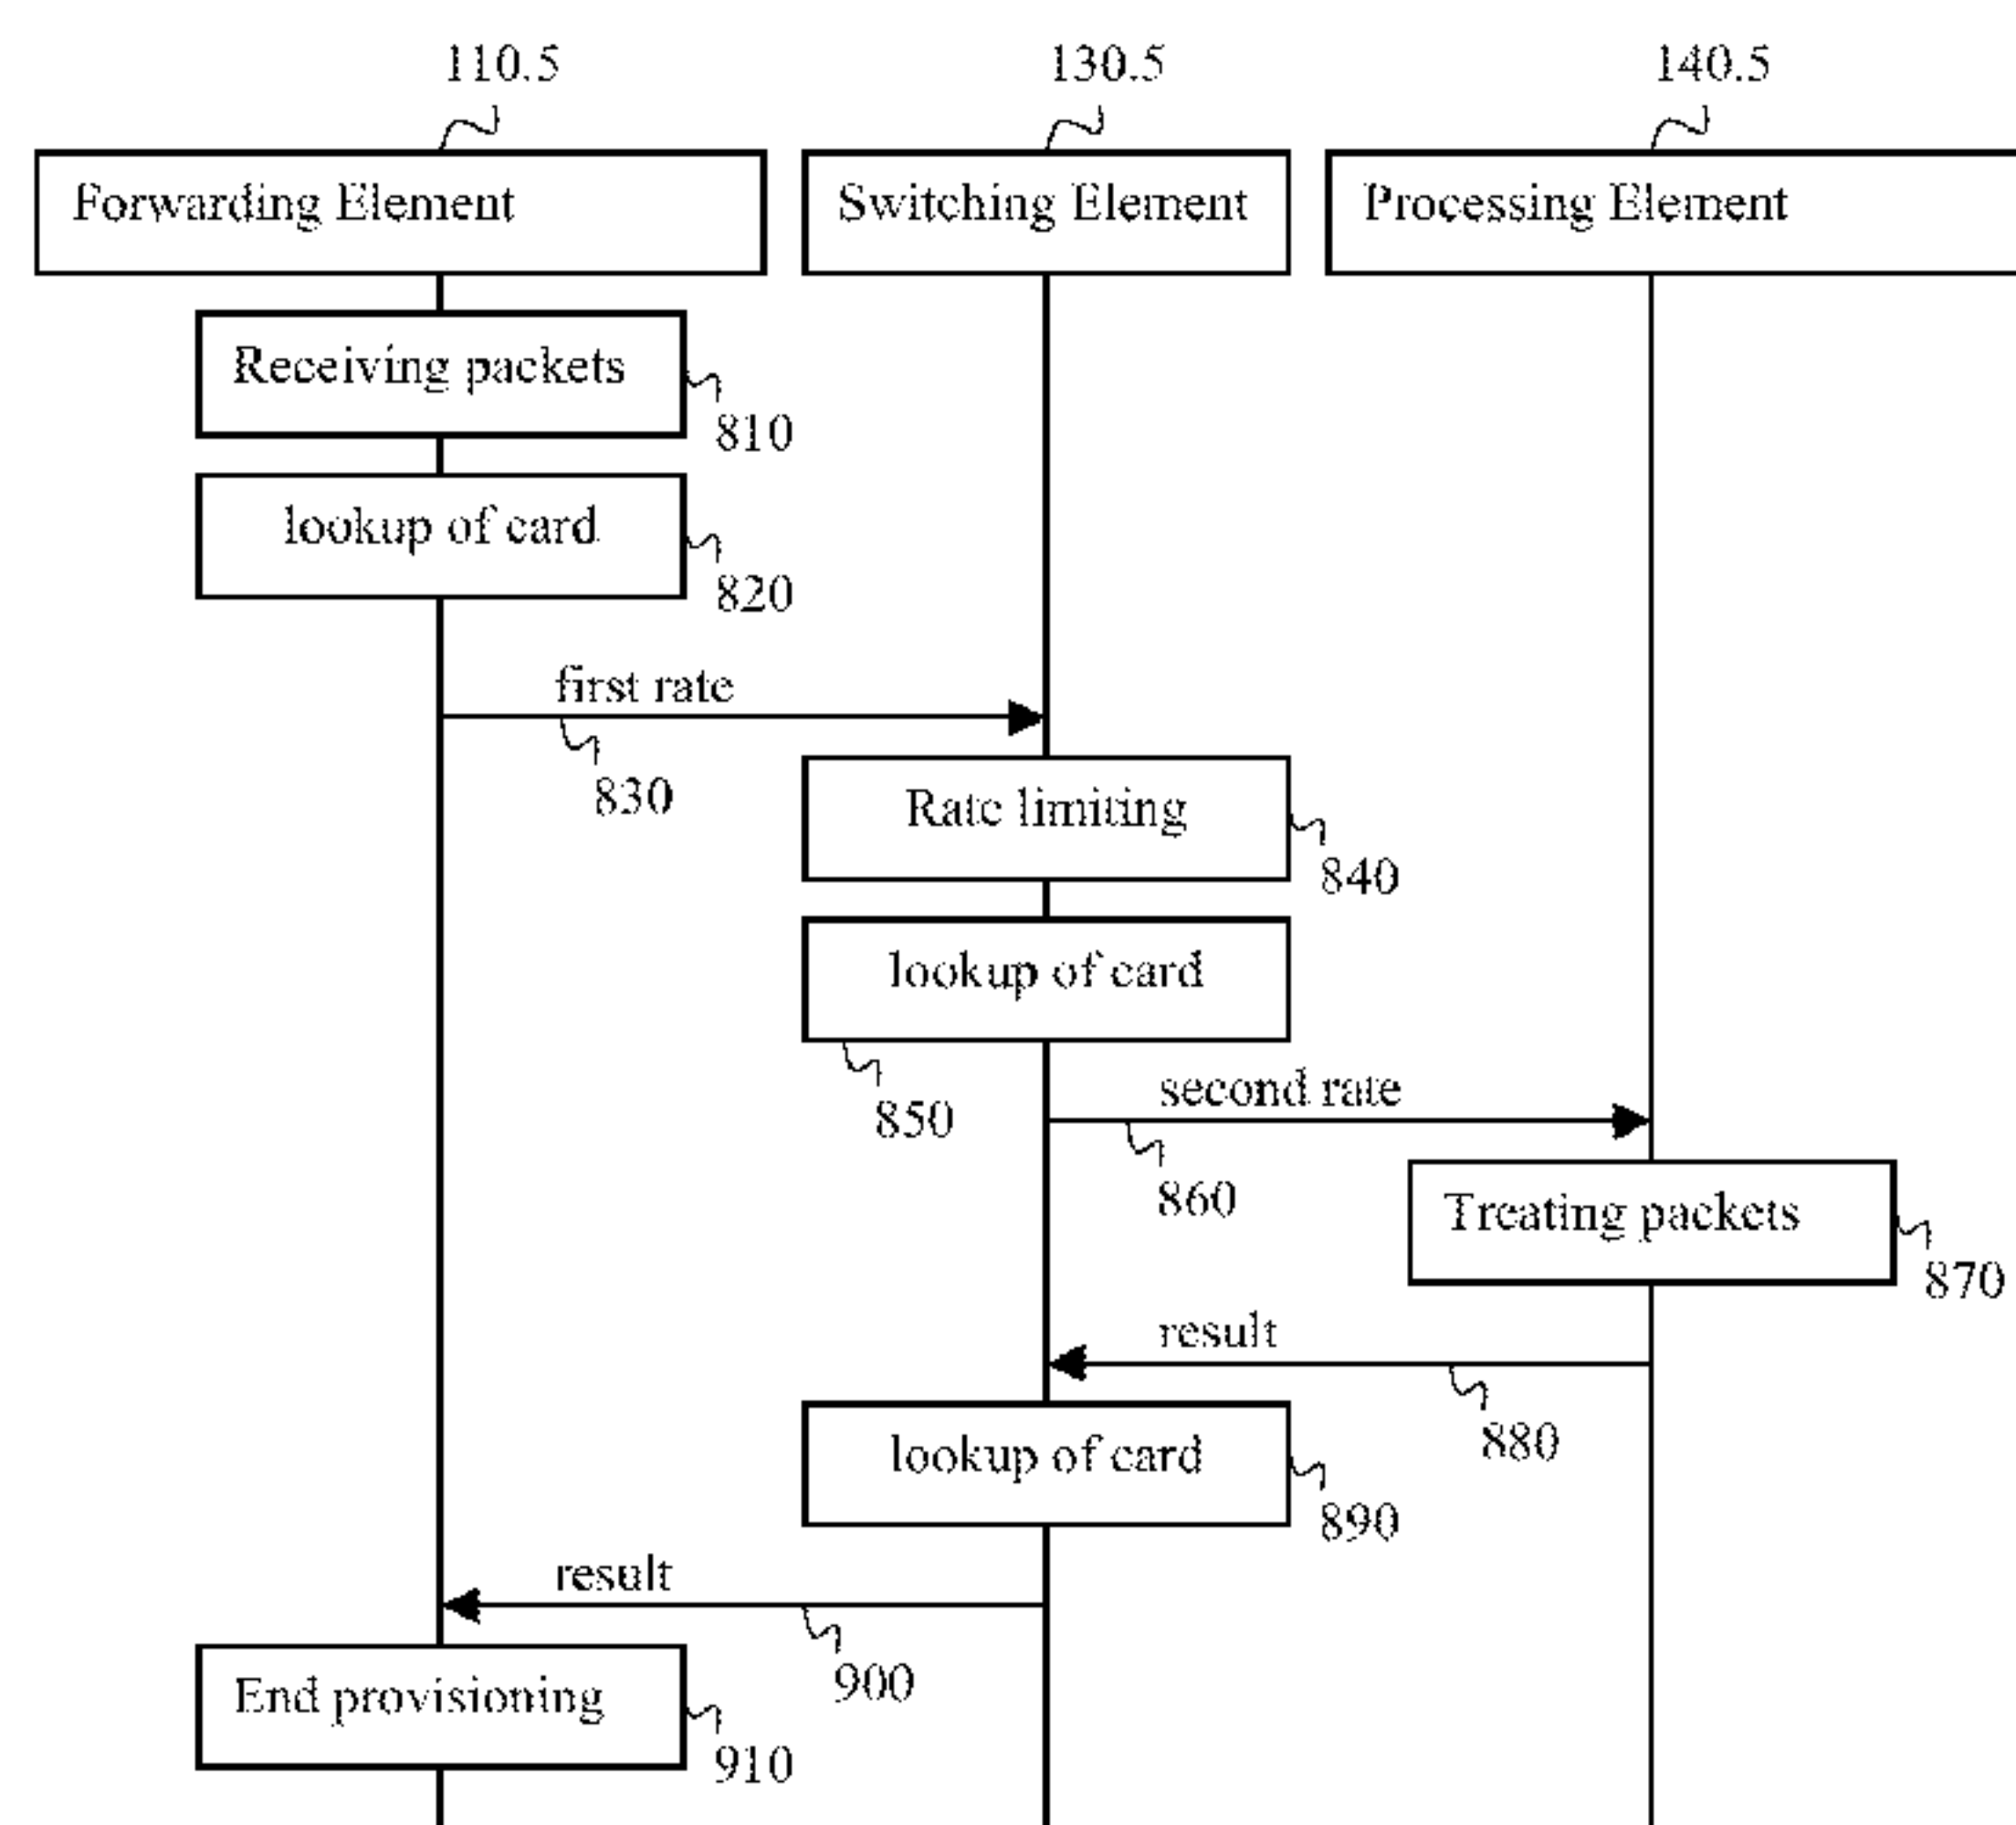 110.5
130.5
140.5
Forwarding Element
Switching Element
Processing Element
Receiving packets
810
lookup of card
820
first rate
830
Rate limiting
840
lookup of card
850
second rate
860
Treating packets
870
result
880
lookup of card
890
result
900
End provisioning
910